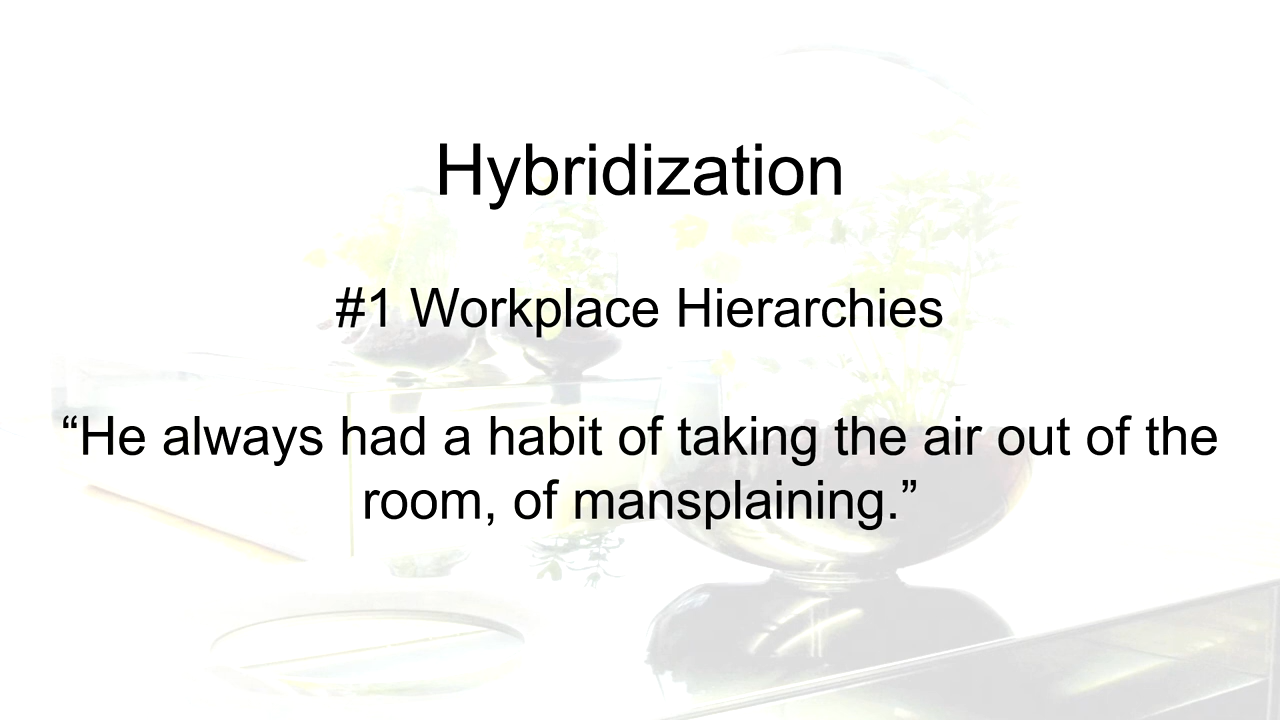 Hybridization
#1 Workplace Hierarchies
“He always had a habit of taking the air out of the
room, of mansplaining.”